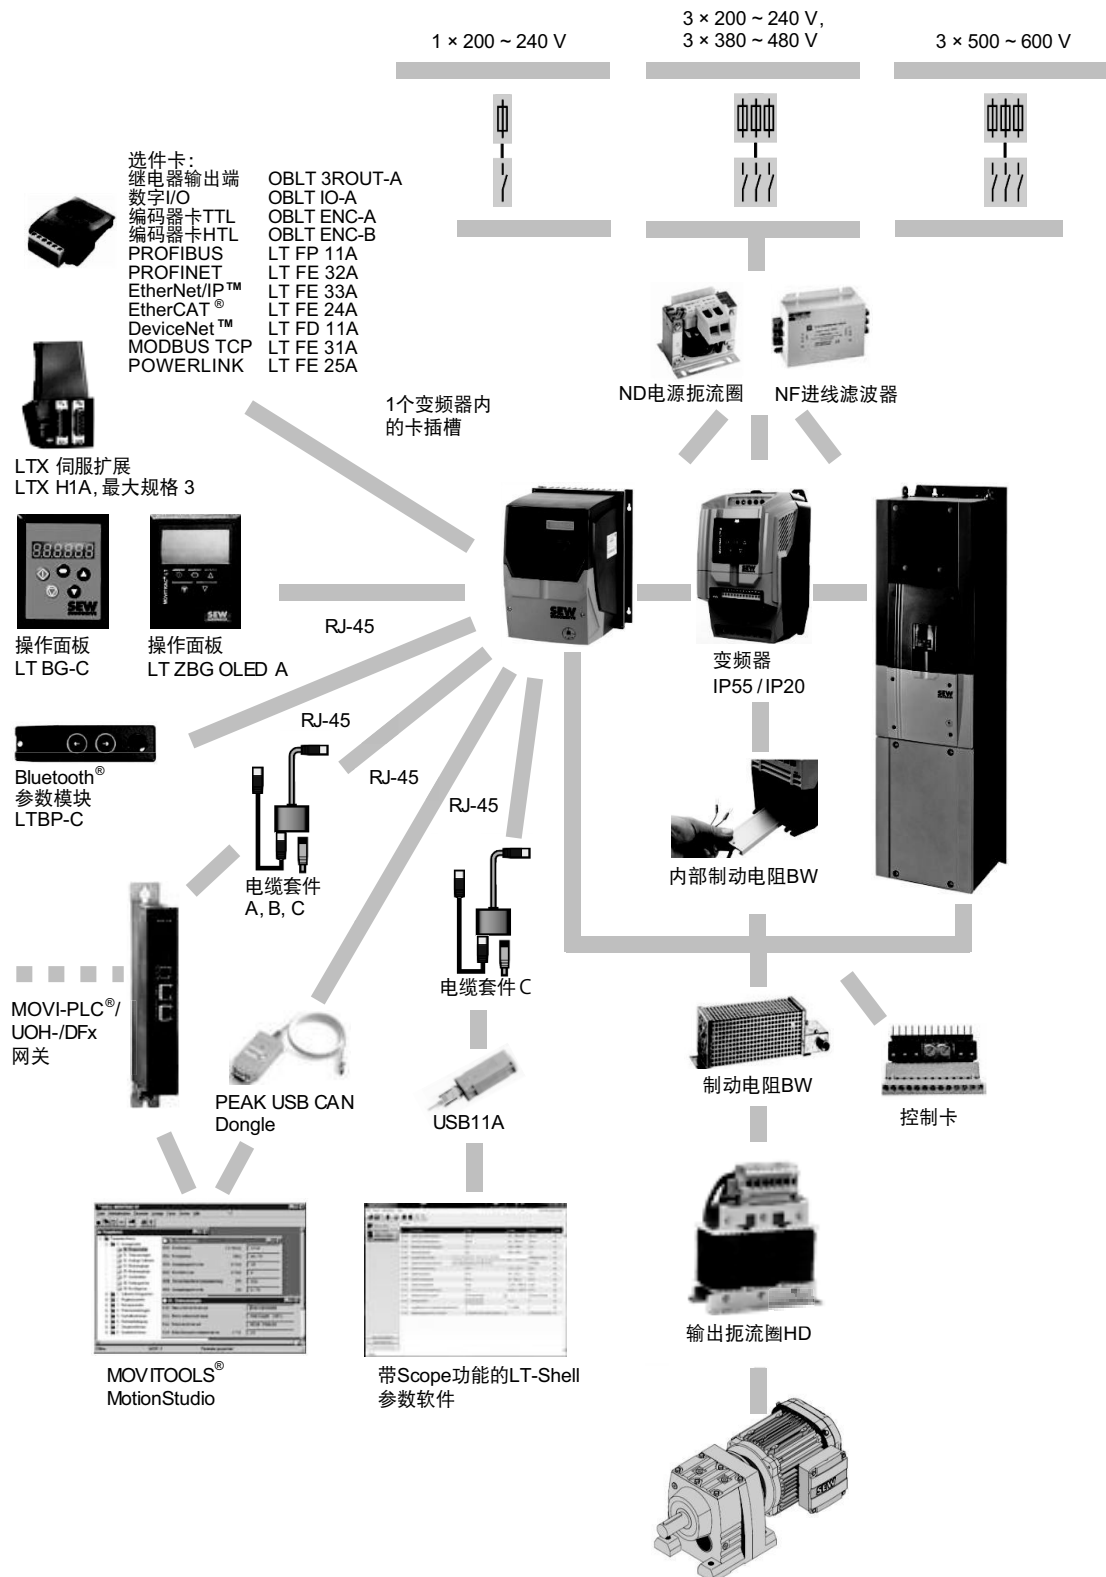 1 × 200 ~ 240 V
3 × 200 ~ 240 V,
3 × 380 ~ 480 V
3 × 500 ~ 600 V
选件卡:
继电器输出端 OBLT 3ROUT-A
数字I/O OBLT IO-A
编码器卡TTL OBLT ENC-A
编码器卡HTL OBLT ENC-B
PROFIBUS LT FP 11A
PROFINET LT FE 32A
EtherNet/IP™ LT FE 33A
EtherCAT® LT FE 24A
DeviceNet™ LT FD 11A
MODBUS TCP LT FE 31A
POWERLINK LT FE 25A
ND电源扼流圈
NF进线滤波器
1个变频器内
的卡插槽
LTX 伺服扩展
LTX H1A, 最大规格 3
SEW
SEW
操作面板
LT BG-C
操作面板
LT ZBG OLED A
RJ-45
SEW
变频器
IP55 / IP20
SEW
SEW
RJ-45
Bluetooth®
参数模块
LTBP-C
RJ-45
RJ-45
电缆套件
A, B, C
内部制动电阻BW
电缆套件 C
MOVI-PLC®/
UOH-/DFx
网关
PEAK USB CAN
Dongle
USB11A
制动电阻BW
控制卡
输出扼流圈HD
MOVITOOLS®
MotionStudio
带Scope功能的LT-Shell
参数软件
SEW